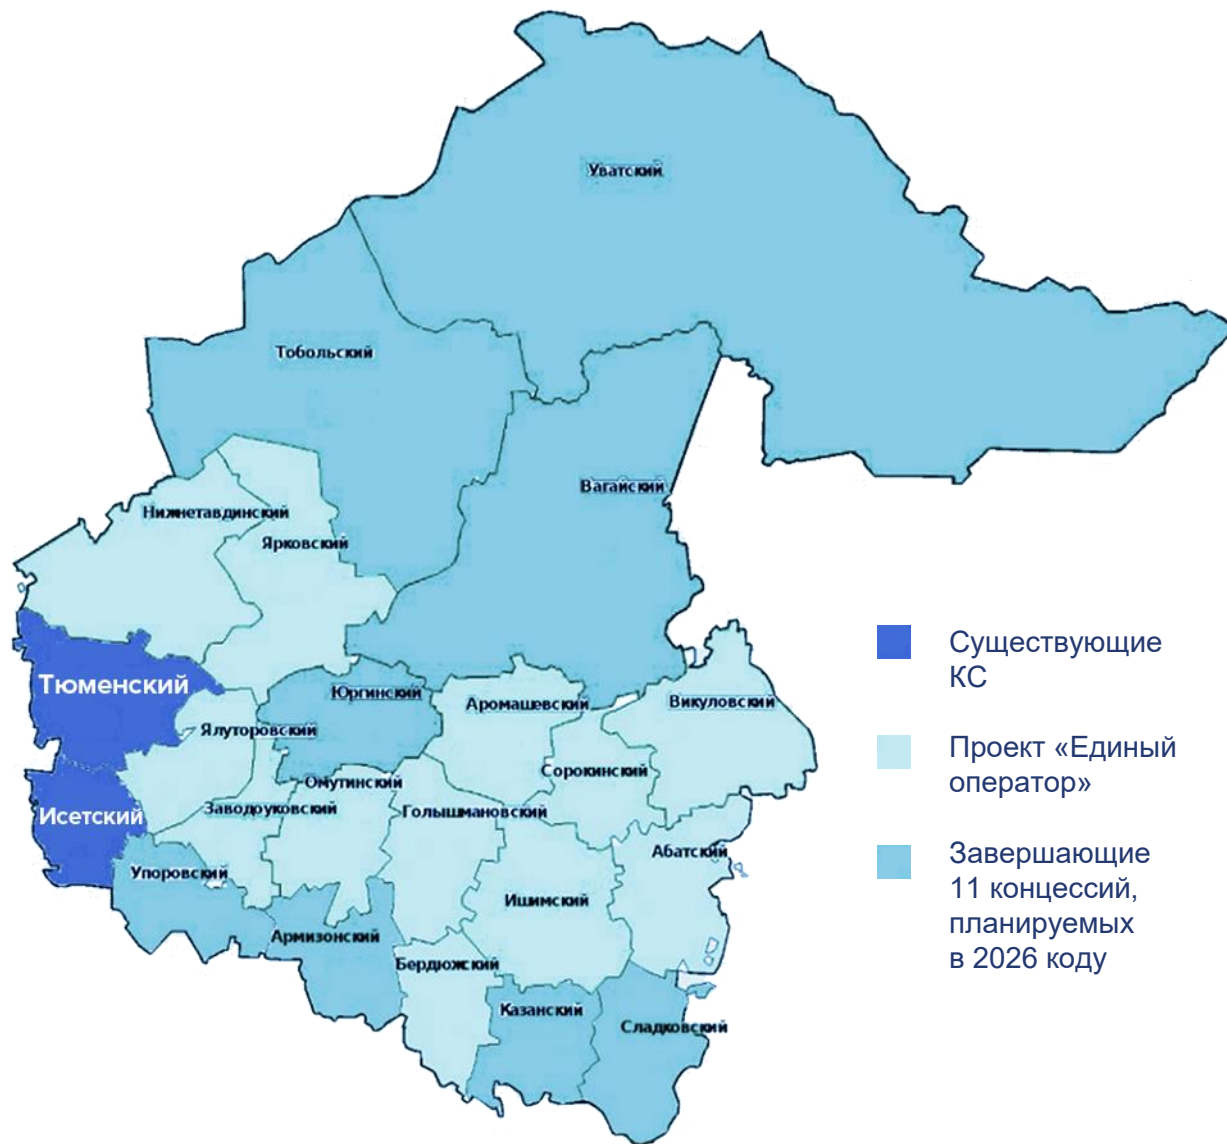 Уватский
Тобольский
Вагайский
Нижнетавдинский
Ярковский
Тюменский
Юргинский
Аромашевский
Викуловский
Ялуторовский
Сорокинский
Омутинский
Заводоуковский
Голышмановский
Исетский
Абатский
Упоровский
Ишимский
Армизонский
Бердюжский
Казанский
Сладковский
Существующие
КС
Проект «Единый
оператор»
Завершающие
11 концессий,
планируемых
в 2026 коду